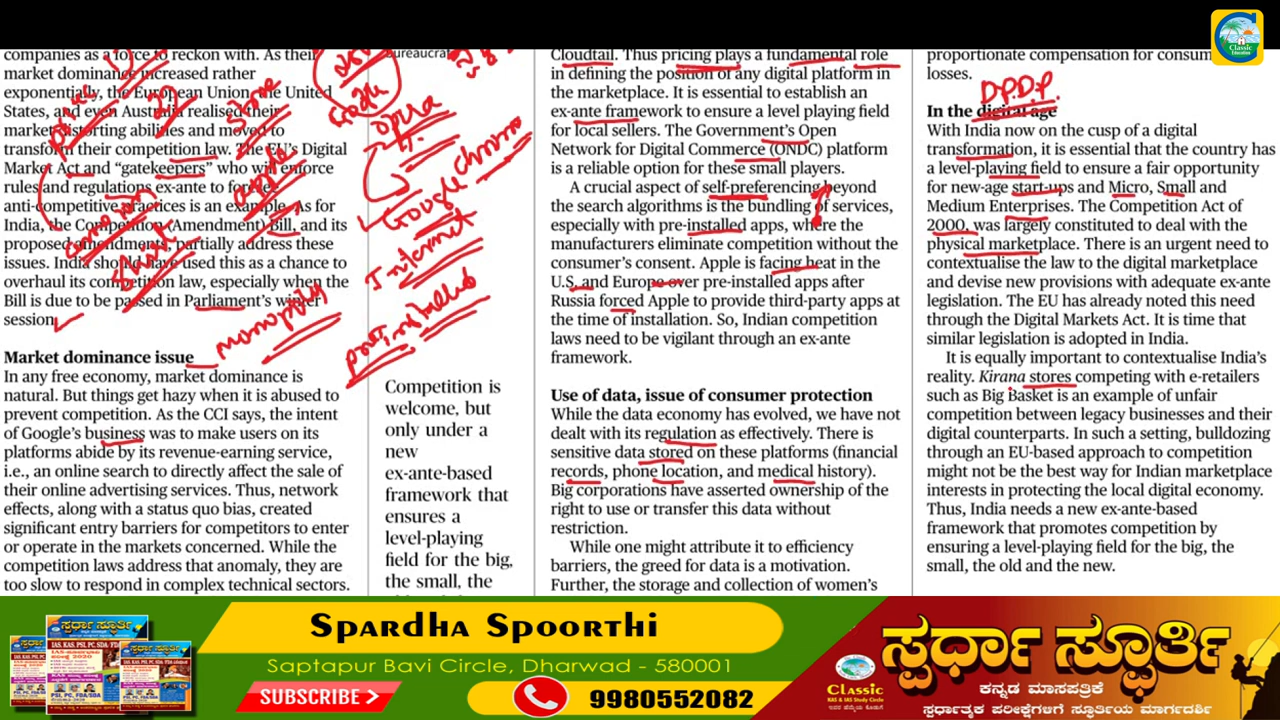 Classic
Education
companies as a force to reckon with. As their
market dominance increased rather
exponentially, the European Union, the United
States, and even Australia realised their
market-distorting abilities and moved to
transform their competition law. The EU's Digital
Market Act and “gatekeepers” who will enforce
rules and regulations ex-ante to foresee
anti-competitive practices is an example. As for
India, the Competition (Amendment) Bill, and its
proposed amendments, partially address these
issues. India should have used this as a chance to
overhaul its competition law, especially when the
Bill is due to be passed in Parliament's winter
session.
Market dominance issue
In any free economy, market dominance is
natural. But things get hazy when it is abused to
prevent competition. As the CCI says, the intent
of Google's business was to make users on its
platforms abide by its revenue-earning service,
i.e., an online search to directly affect the sale of
their online advertising services. Thus, network
effects, along with a status quo bias, created
significant entry barriers for competitors to enter
or operate in the markets concerned. While the
competition laws address that anomaly, they are
too slow to respond in complex technical sectors.
Play
Store
apple
monopoly
opera
Google chrome
Internet
pre-installed
Competition is
welcome, but
only under a
new
ex-ante-based
framework that
ensures a
level-playing
field for the big,
the small, the
Cloudtail. Thus pricing plays a fundamental role
in defining the position of any digital platform in
the marketplace. It is essential to establish an
ex-ante framework to ensure a level playing field
for local sellers. The Government's Open
Network for Digital Commerce (ONDC) platform
is a reliable option for these small players.
A crucial aspect of self-preferencing beyond
the search algorithms is the bundling of services,
especially with pre-installed apps, where the
manufacturers eliminate competition without the
consumer's consent. Apple is facing heat in the
U.S. and Europe over pre-installed apps after
Russia forced Apple to provide third-party apps at
the time of installation. So, Indian competition
laws need to be vigilant through an ex-ante
framework.
Use of data, issue of consumer protection
While the data economy has evolved, we have not
dealt with its regulation as effectively. There is
sensitive data stored on these platforms (financial
records, phone location, and medical history).
Big corporations have asserted ownership of the
right to use or transfer this data without
restriction.
While one might attribute it to efficiency
barriers, the greed for data is a motivation.
Further, the storage and collection of women's
proportionate compensation for consumer
losses.
D.P.D.P.
In the digital age
With India now on the cusp of a digital
transformation, it is essential that the country has
a level-playing field to ensure a fair opportunity
for new-age start-ups and Micro, Small and
Medium Enterprises. The Competition Act of
2000, was largely constituted to deal with the
physical marketplace. There is an urgent need to
contextualise the law to the digital marketplace
and devise new provisions with adequate ex-ante
legislation. The EU has already noted this need
through the Digital Markets Act. It is time that
similar legislation is adopted in India.
It is equally important to contextualise India's
reality. Kirana stores competing with e-retailers
such as Big Basket is an example of unfair
competition between legacy businesses and their
digital counterparts. In such a setting, bulldozing
through an EU-based approach to competition
might not be the best way for Indian marketplace
interests in protecting the local digital economy.
Thus, India needs a new ex-ante-based
framework that promotes competition by
ensuring a level-playing field for the big, the
small, the old and the new.
Spardha Spoorthi
Saptapur Bavi Circle, Dharwad - 580001
SUBSCRIBE >
9980552082
Classic
KAS & IAS Study Circle
ಸ್ಪರ್ಧಾ ಸ್ಫೂರ್ತಿ
ಕನ್ನಡ ಮಾಸಪತ್ರಿಕೆ
ಸ್ಪರ್ಧಾತ್ಮಕ ಪರೀಕ್ಷೆಗಳಿಗೆ ಸ್ಫೂರ್ತಿಯ ಮಾರ್ಗದರ್ಶಿ